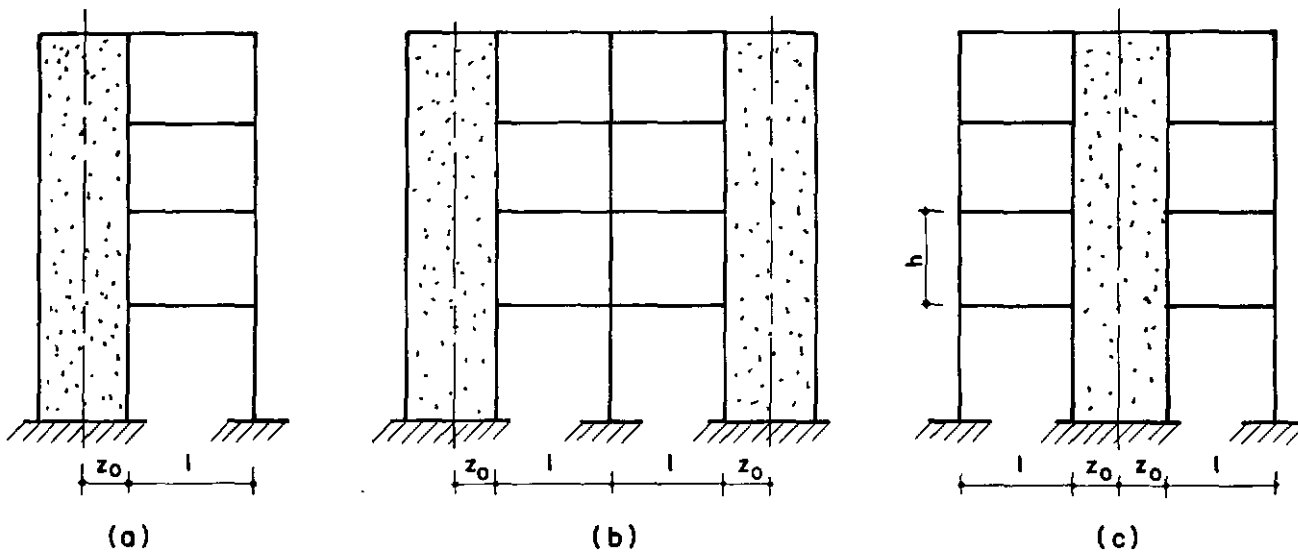 h
z₀ l
z₀ l l z₀
l z₀ z₀ l
(a) (b) (c)